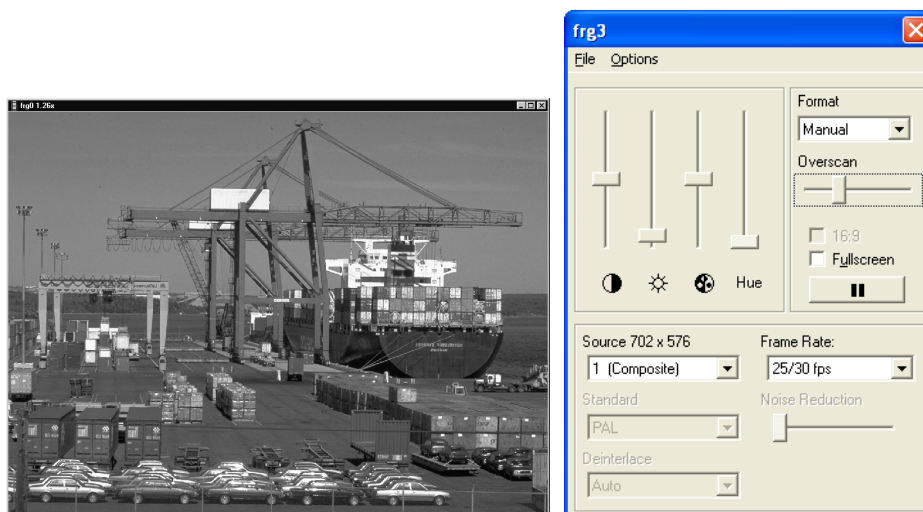 frg0 1.26x
frg3
File Options
Format
Manual
Overscan
16:9
Fullscreen
Hue
Source 702 x 576
Frame Rate:
1 (Composite)
25/30 fps
Standard
Noise Reduction
PAL
Deinterlace
Auto